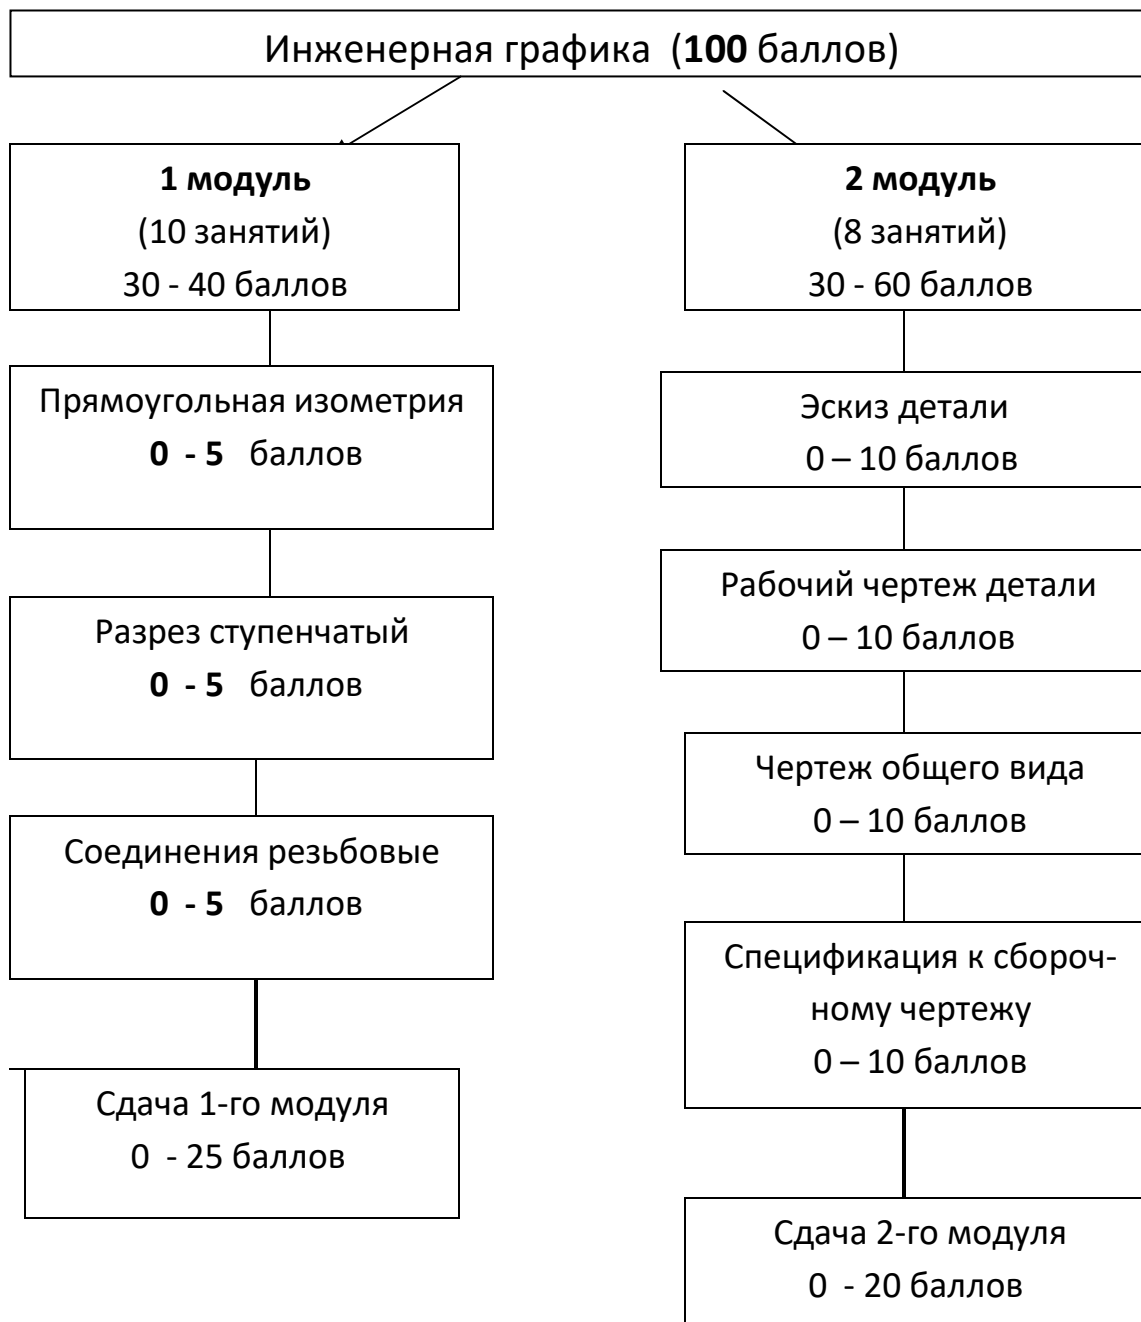 Инженерная графика (100 баллов)
1 модуль
(10 занятий)
30 - 40 баллов
Прямоугольная изометрия
0 - 5 баллов
Разрез ступенчатый
0 - 5 баллов
Соединения резьбовые
0 - 5 баллов
Сдача 1-го модуля
0 - 25 баллов
2 модуль
(8 занятий)
30 - 60 баллов
Эскиз детали
0 – 10 баллов
Рабочий чертеж детали
0 – 10 баллов
Чертеж общего вида
0 – 10 баллов
Спецификация к сбороч-
ному чертежу
0 – 10 баллов
Сдача 2-го модуля
0 - 20 баллов